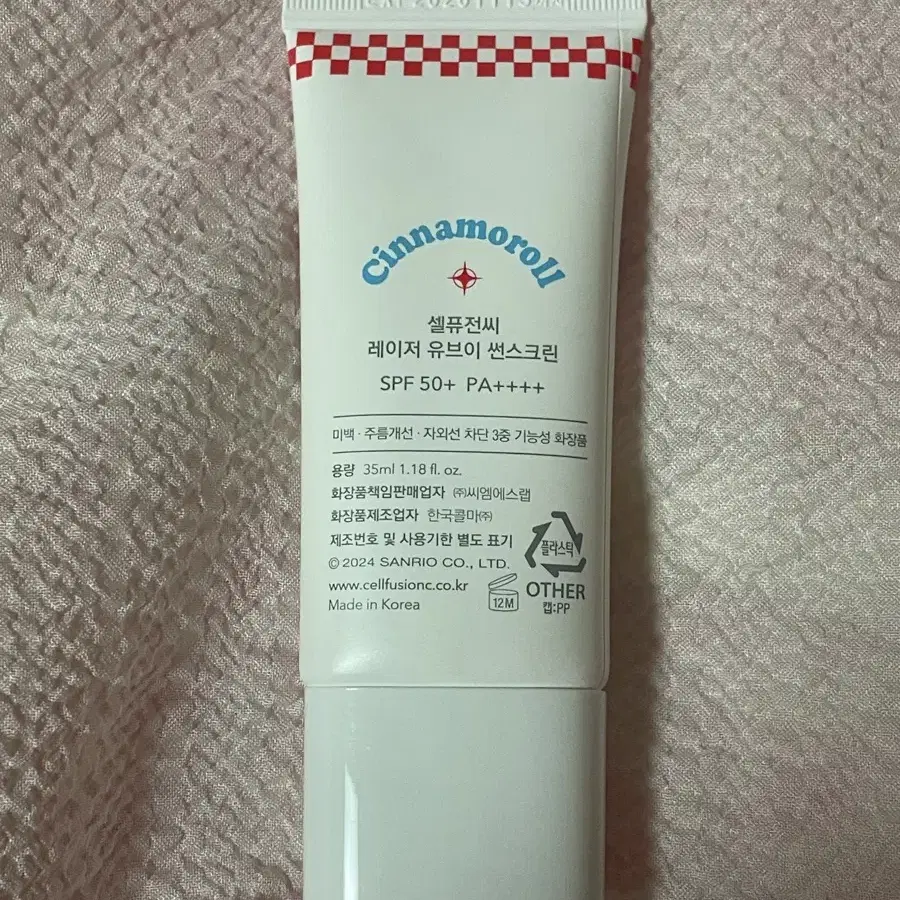 Cinnamoroll
셀퓨전씨
레이저 유브이 썬스크린
SPF 50+ PA++++
미백 · 주름개선 · 자외선 차단 3중 기능성 화장품
용량 35ml 1.18 fl. oz.
화장품책임판매업자 ㈜씨엠에스랩
화장품제조업자 한국콜마㈜
제조번호 및 사용기한 별도 표기
© 2024 SANRIO CO., LTD.
www.cellfusionc.co.kr
Made in Korea
12M
플라스틱
OTHER
캡:PP